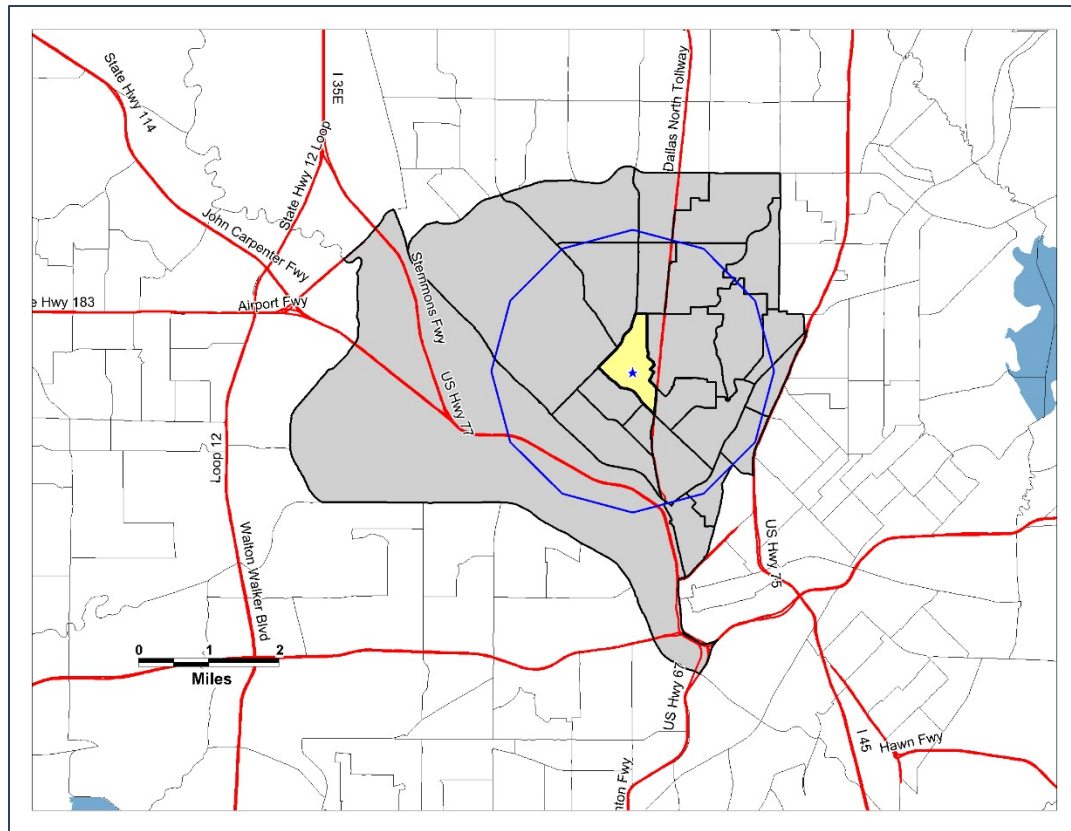 State Hwy 114
I 35E
Dallas North Tollway
State Hwy 12 Loop
John Carpenter Fwy
Stemmons Fwy
e Hwy 183
Airport Fwy
US Hwy 77
Loop 12
US Hwy 75
Walton Walker Blvd
0 1 2
Miles
US Hwy 67
I 45
Hawn Fwy
nton Fwy